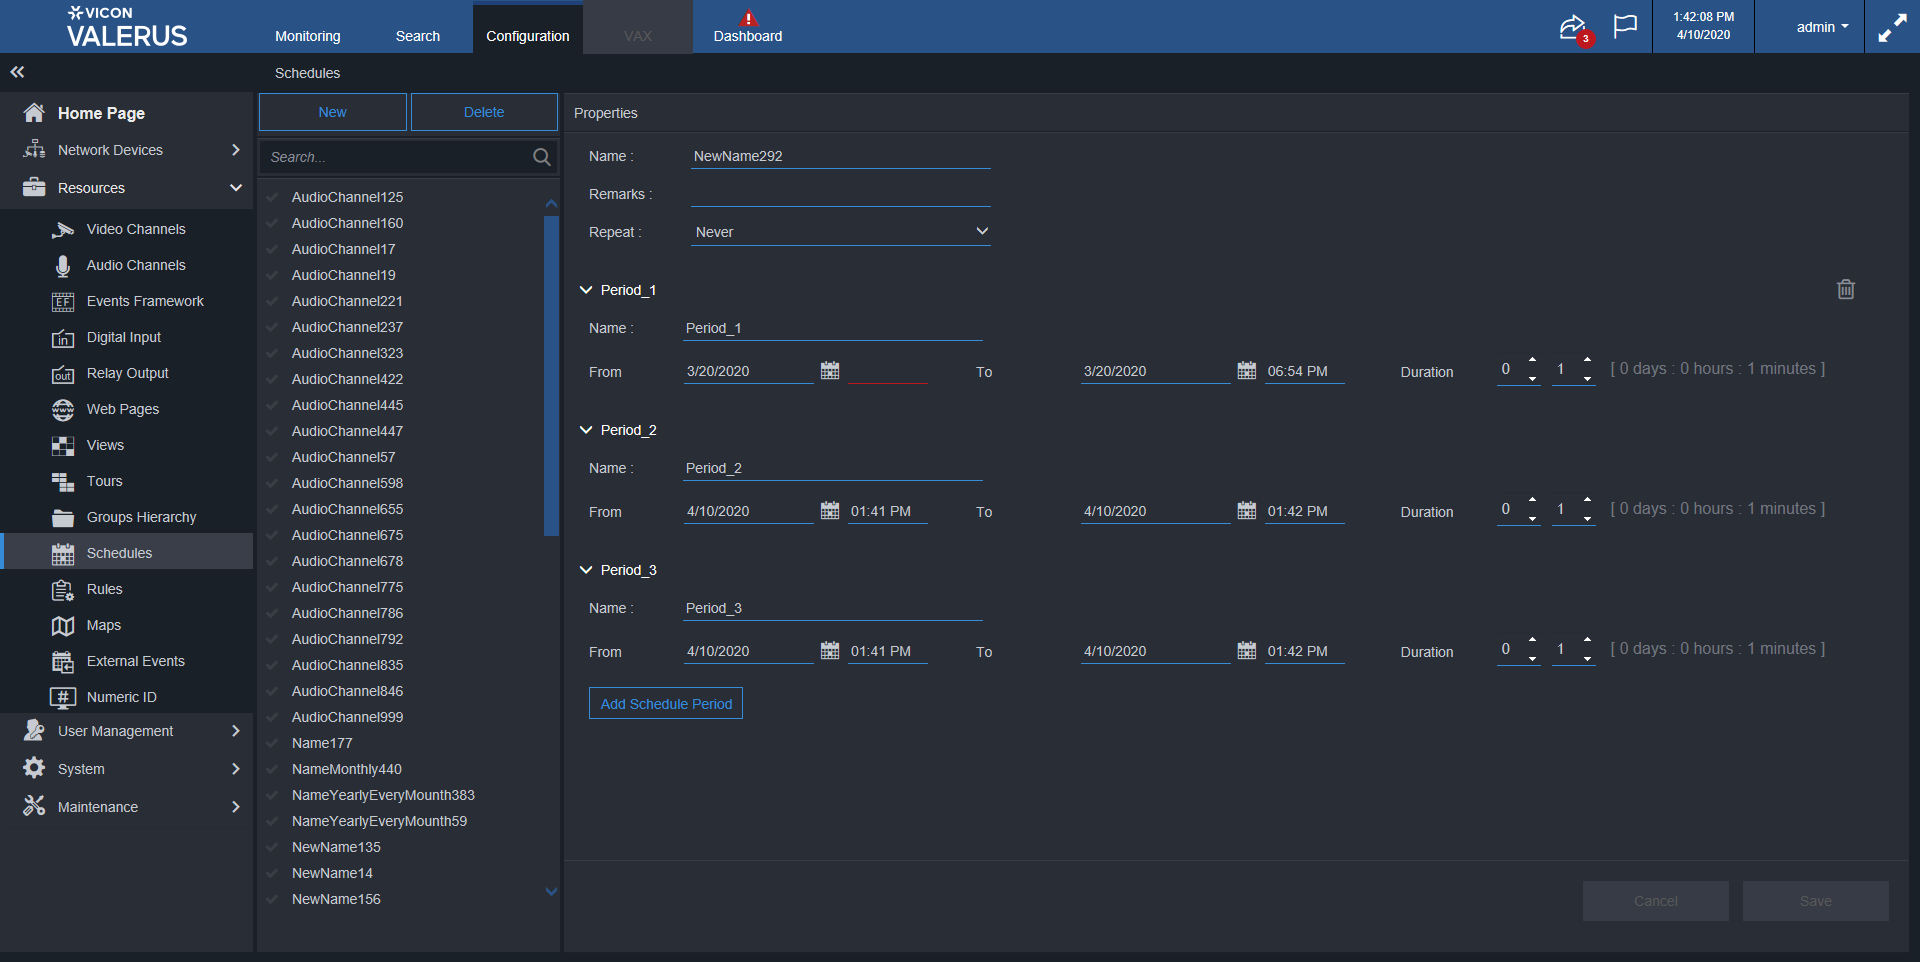 VICON
VALERUS
Monitoring
Search
Configuration
VAX
Dashboard
3
1:42:08 PM
4/10/2020
admin
Schedules
Home Page
Network Devices
Resources
Video Channels
Audio Channels
EF
Events Framework
in
Digital Input
out
Relay Output
www
Web Pages
Views
Tours
Groups Hierarchy
Schedules
Rules
Maps
External Events
#
Numeric ID
User Management
System
Maintenance
New
Delete
Search...
AudioChannel125
AudioChannel160
AudioChannel17
AudioChannel19
AudioChannel221
AudioChannel237
AudioChannel323
AudioChannel422
AudioChannel445
AudioChannel447
AudioChannel57
AudioChannel598
AudioChannel655
AudioChannel675
AudioChannel678
AudioChannel775
AudioChannel786
AudioChannel792
AudioChannel835
AudioChannel846
AudioChannel999
Name177
NameMonthly440
NameYearlyEveryMounth383
NameYearlyEveryMounth59
NewName135
NewName14
NewName156
Properties
Name : NewName292
Remarks :
Repeat : Never
Period_1
Name : Period_1
From 3/20/2020 To 3/20/2020 06:54 PM Duration 0 1 [ 0 days : 0 hours : 1 minutes ]
Period_2
Name : Period_2
From 4/10/2020 01:41 PM To 4/10/2020 01:42 PM Duration 0 1 [ 0 days : 0 hours : 1 minutes ]
Period_3
Name : Period_3
From 4/10/2020 01:41 PM To 4/10/2020 01:42 PM Duration 0 1 [ 0 days : 0 hours : 1 minutes ]
Add Schedule Period
Cancel
Save